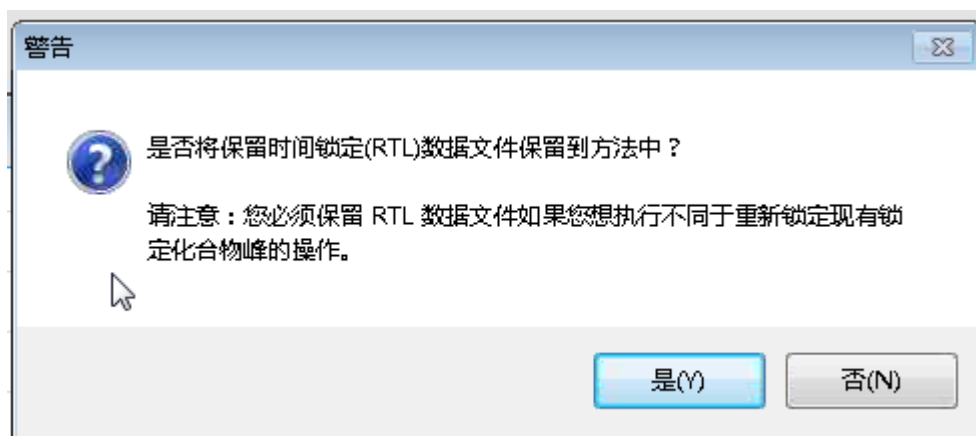 警告
是否将保留时间锁定(RTL)数据文件保留到方法中？
请注意：您必须保留 RTL 数据文件如果您想执行不同于重新锁定现有锁
定化合物峰的操作。
是(Y)
否(N)